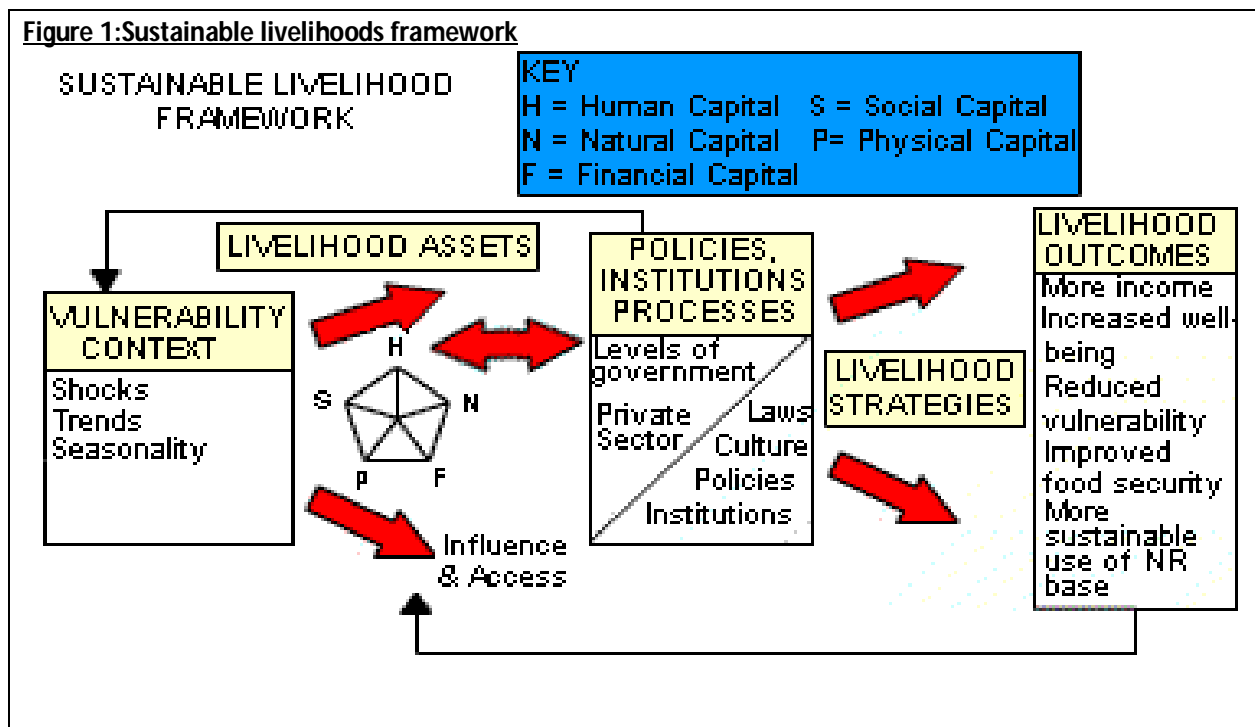 Figure 1:Sustainable livelihoods framework
SUSTAINABLE LIVELIHOOD
FRAMEWORK
KEY
H = Human Capital S = Social Capital
N = Natural Capital P= Physical Capital
F = Financial Capital
LIVELIHOOD ASSETS
VULNERABILITY
CONTEXT
Shocks
Trends
Seasonality
H
S
N
P
F
Influence
& Access
POLICIES,
INSTITUTIONS
PROCESSES
Levels of
government
Private
Sector
Laws
Culture
Policies
Institutions
LIVELIHOOD
STRATEGIES
LIVELIHOOD
OUTCOMES
More income
Increased well-
being
Reduced
vulnerability
Improved
food security
More
sustainable
use of NR
base